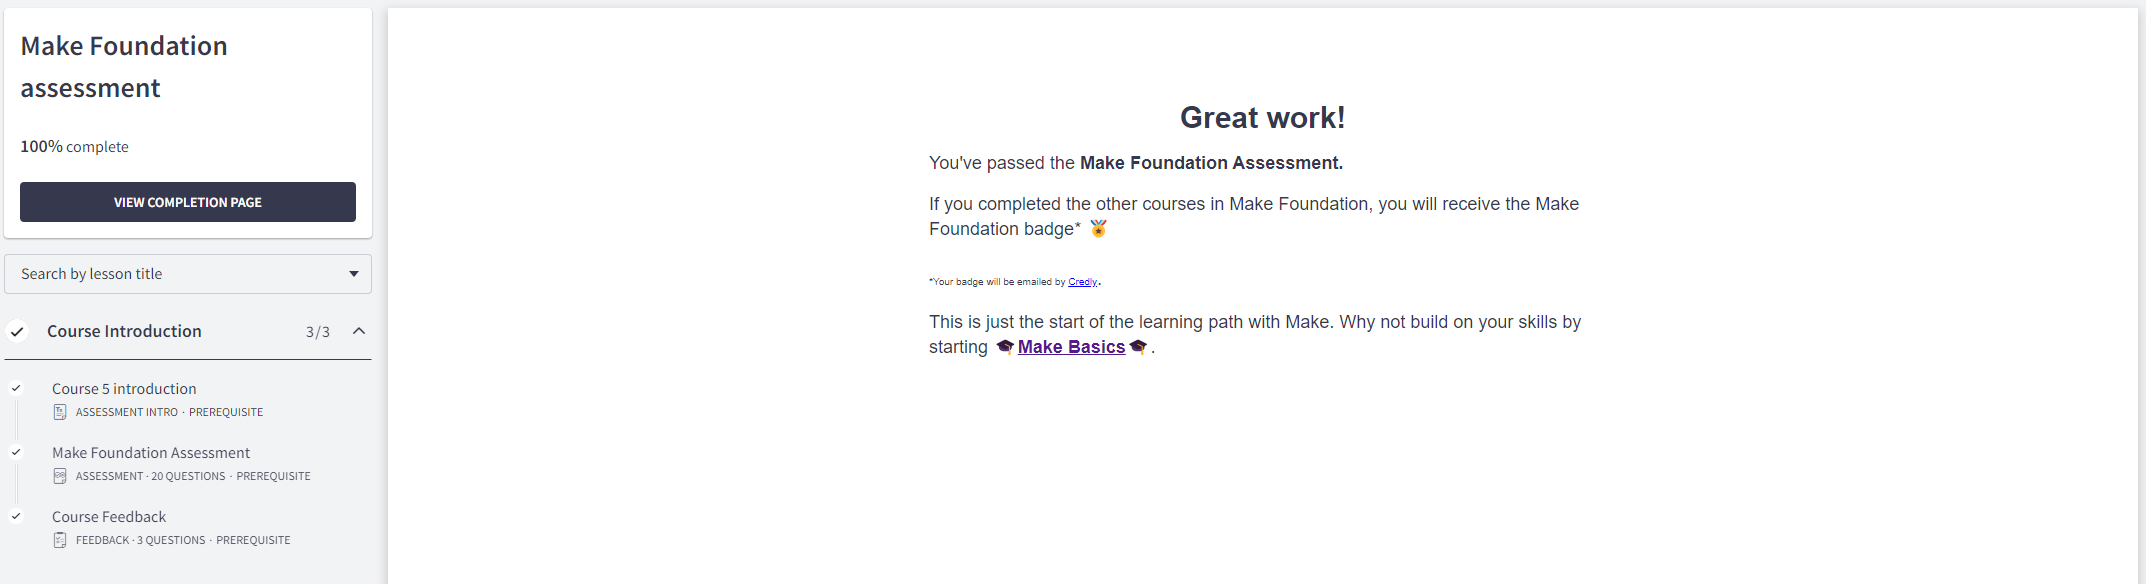 Make Foundation
assessment
100% complete
VIEW COMPLETION PAGE
Search by lesson title
Course Introduction 3/3
Course 5 introduction
ASSESSMENT INTRO · PREREQUISITE
Make Foundation Assessment
ASSESSMENT · 20 QUESTIONS · PREREQUISITE
Course Feedback
FEEDBACK · 3 QUESTIONS · PREREQUISITE
Great work!
You've passed the Make Foundation Assessment.
If you completed the other courses in Make Foundation, you will receive the Make
Foundation badge* 🏅
*Your badge will be emailed by Credly.
This is just the start of the learning path with Make. Why not build on your skills by
starting 🎓Make Basics🎓.